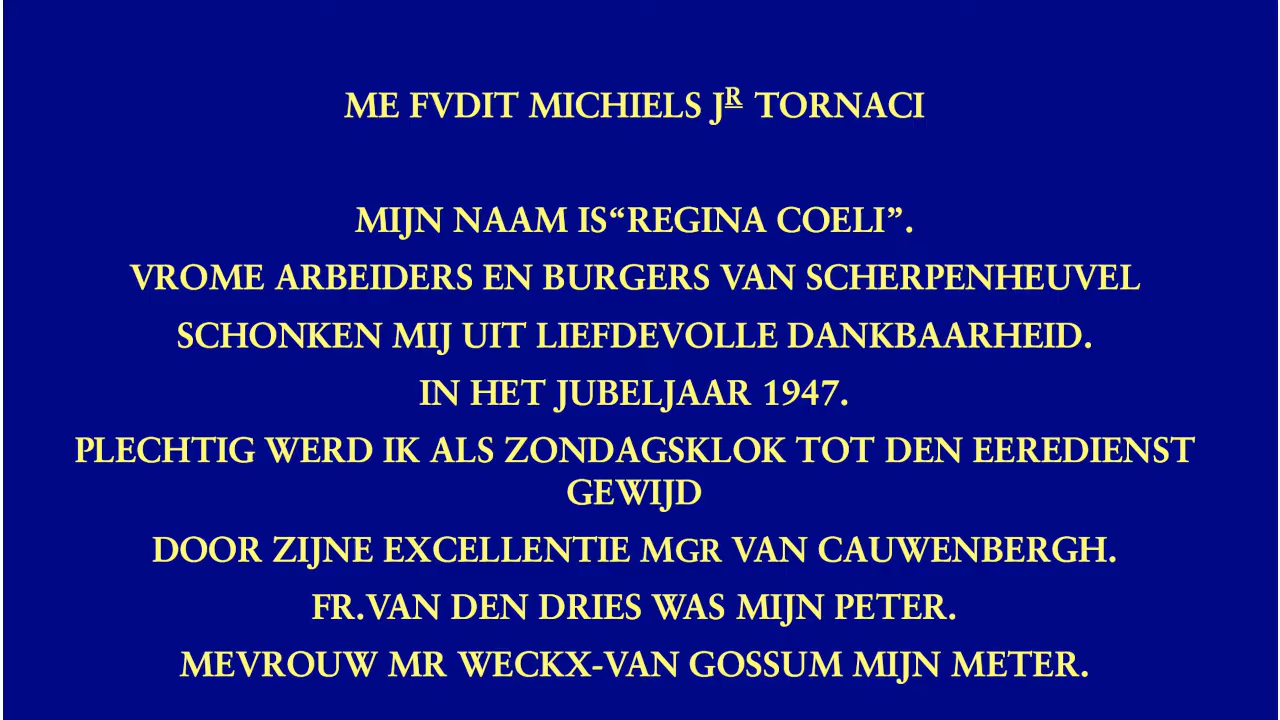 ME FVDIT MICHIELS JR TORNACI
MIJN NAAM IS“REGINA COELI”.
VROME ARBEIDERS EN BURGERS VAN SCHERPENHEUVEL
SCHONKEN MIJ UIT LIEFDEVOLLE DANKBAARHEID.
IN HET JUBELJAAR 1947.
PLECHTIG WERD IK ALS ZONDAGSKLOK TOT DEN EEREDIENST
GEWIJD
DOOR ZIJNE EXCELLENTIE MGR VAN CAUWENBERGH.
FR.VAN DEN DRIES WAS MIJN PETER.
MEVROUW MR WECKX-VAN GOSSUM MIJN METER.